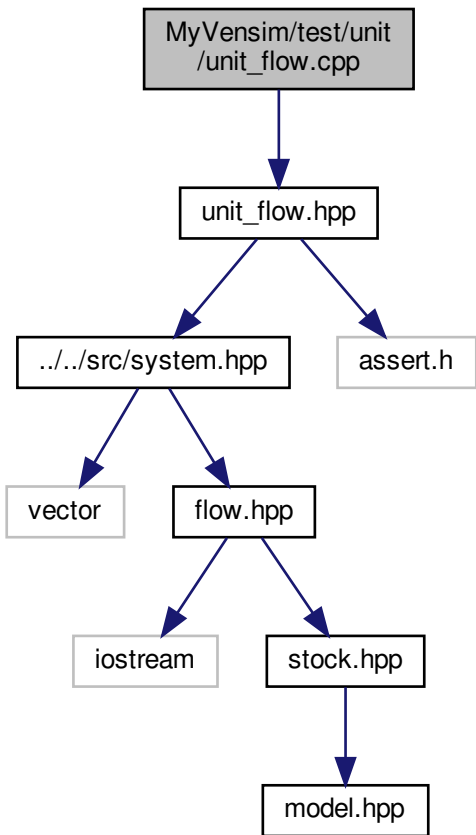 MyVensim/test/unit
/unit_flow.cpp
unit_flow.hpp
../../src/system.hpp
assert.h
vector
flow.hpp
iostream
stock.hpp
model.hpp